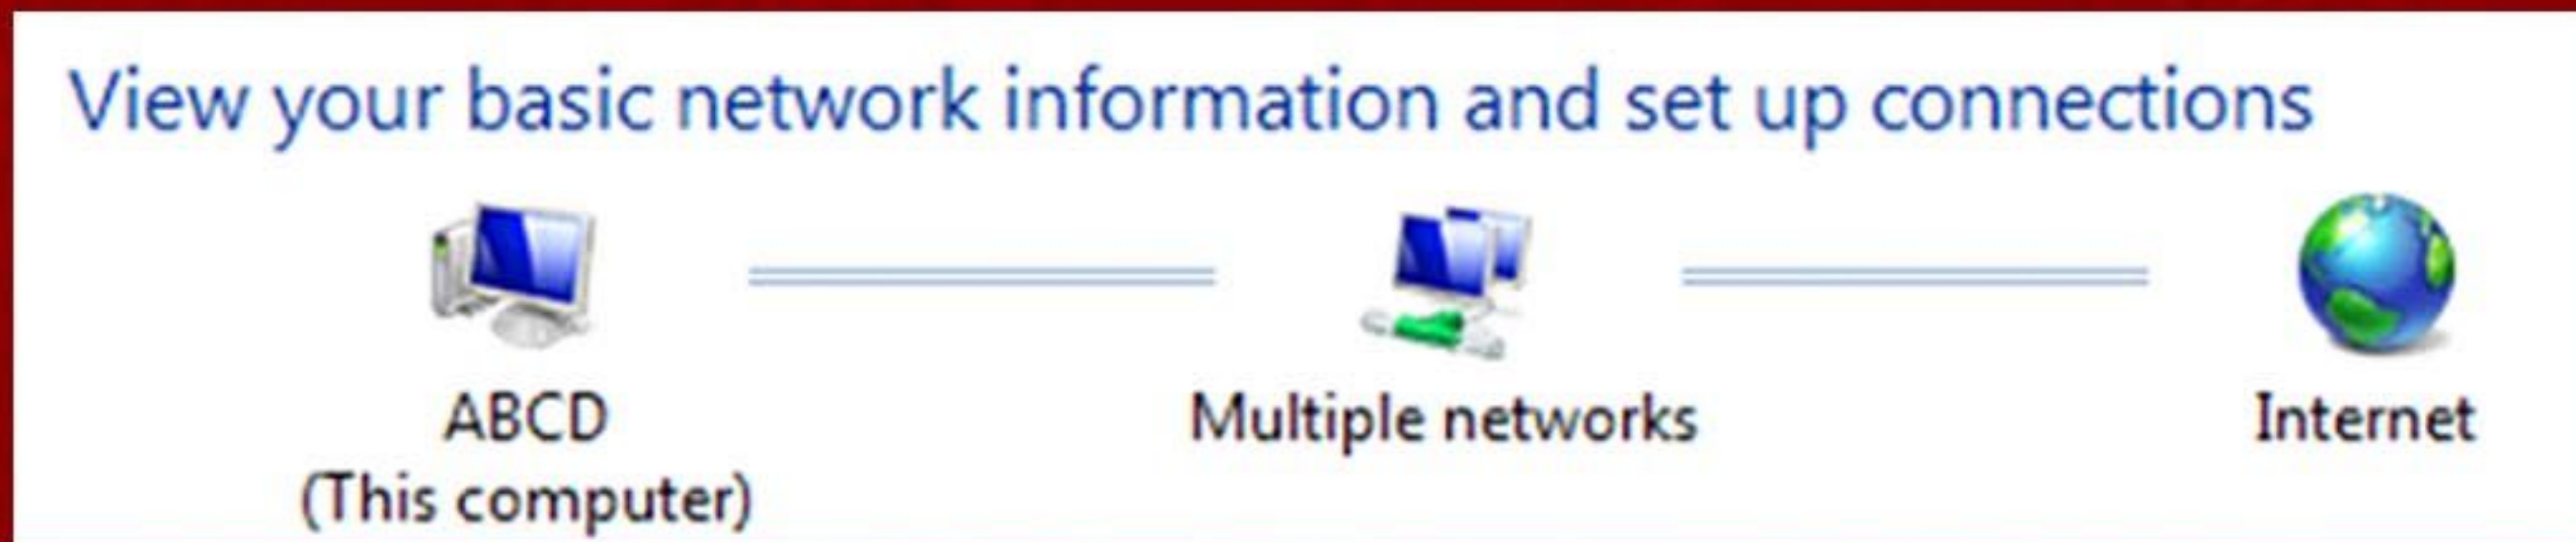 View your basic network information and set up connections
ABCD
(This computer)
Multiple networks
Internet